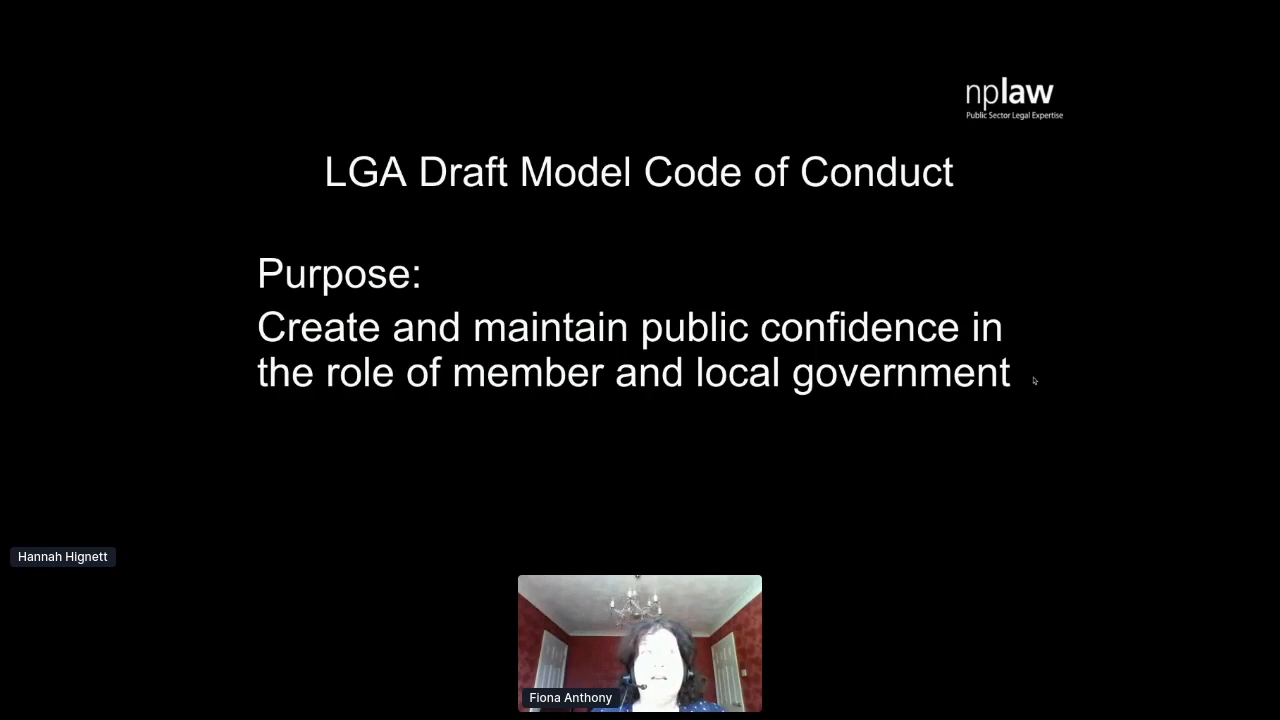 nplaw
Public Sector Legal Expertise
LGA Draft Model Code of Conduct
Purpose:
Create and maintain public confidence in
the role of member and local government
Hannah Hignett
Fiona Anthony